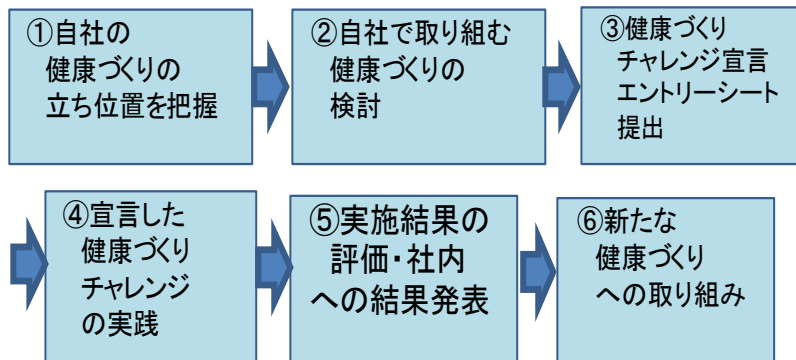 ①自社の
健康づくりの
立ち位置を把握
②自社で取り組む
健康づくりの
検討
③健康づくり
チャレンジ宣言
エントリーシート
提出
④宣言した
健康づくり
チャレンジ
の実践
⑤実施結果の
評価・社内
への結果発表
⑥新たな
健康づくり
への取り組み